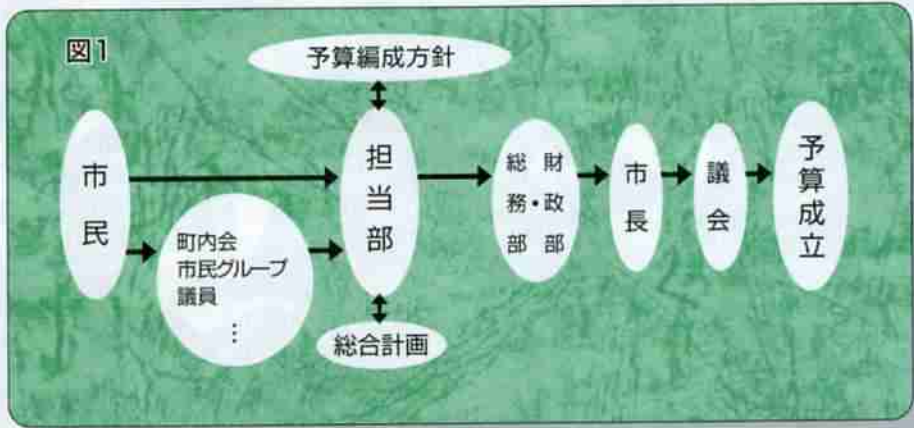 図1
予算編成方針
市民
担当部
町内会
市民グループ
議員
…
総合計画
財政部
総務・
部
市長
議会
予算成立